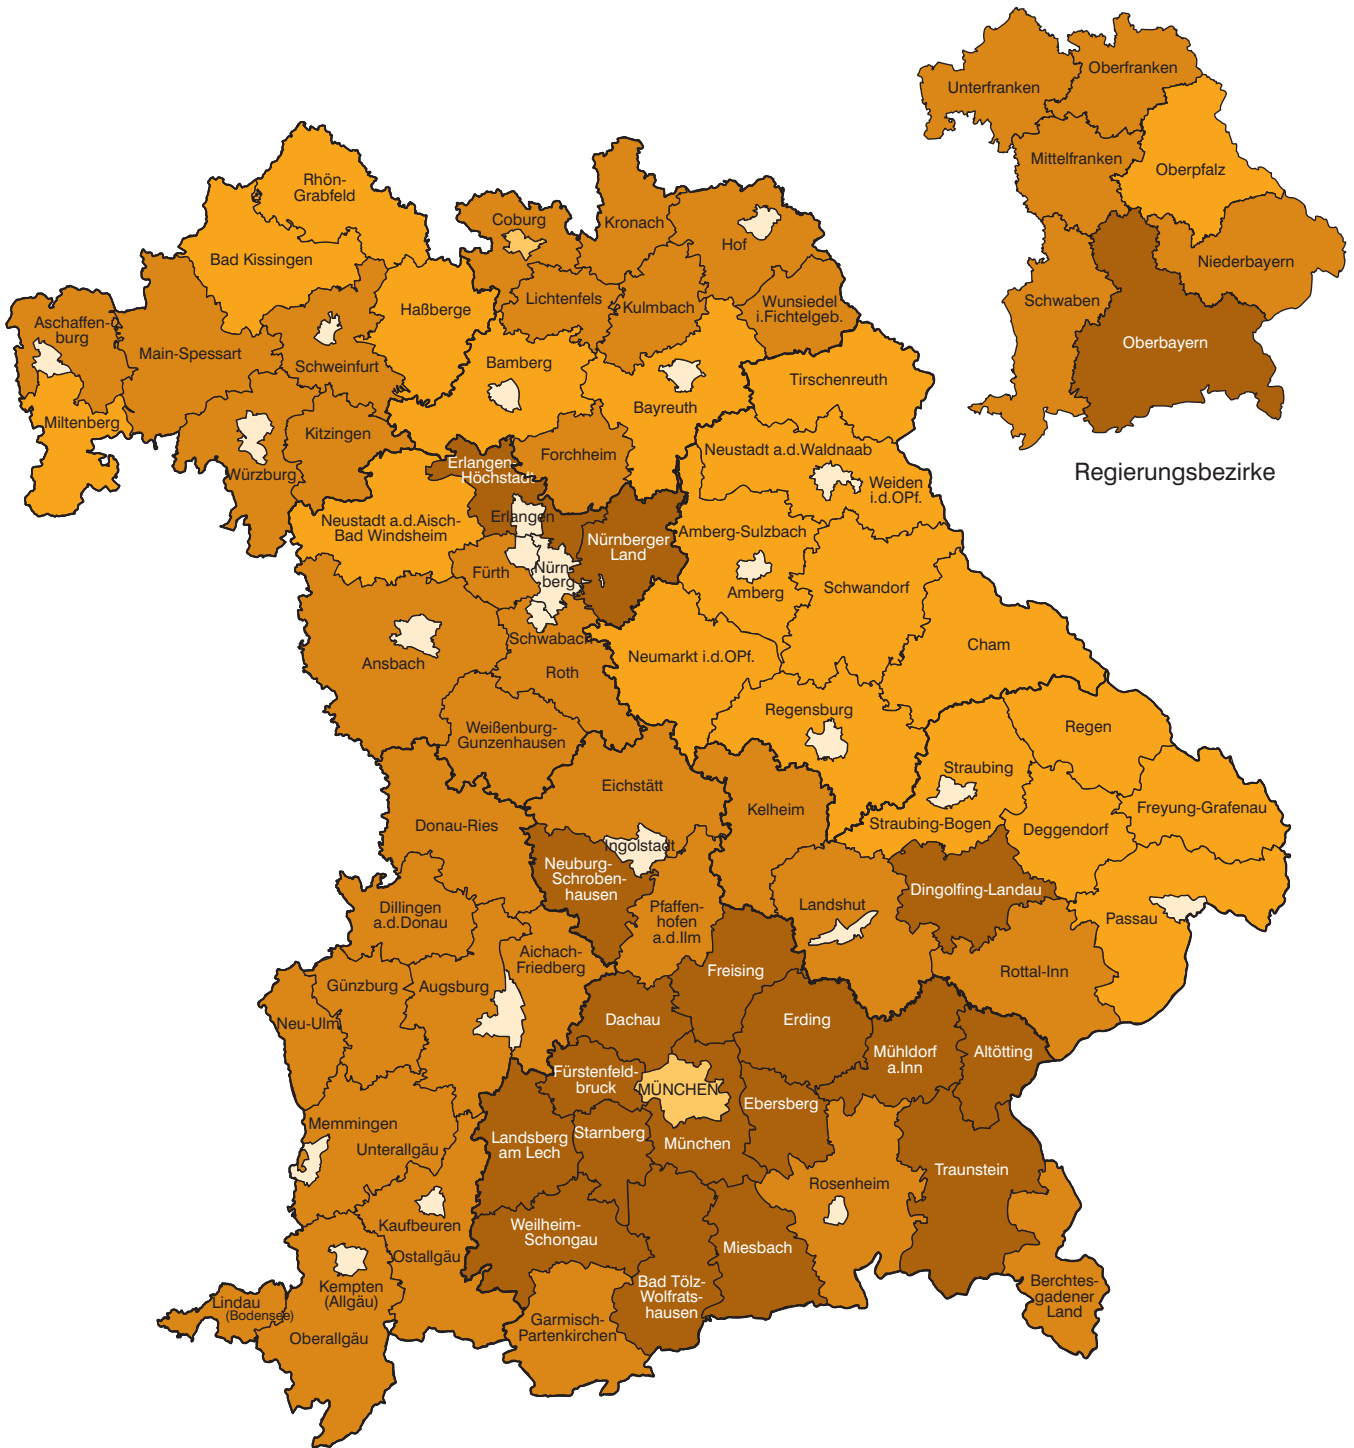 Oberfranken
Unterfranken
Mittelfranken
Oberpfalz
Niederbayern
Schwaben
Oberbayern
Regierungsbezirke
Rhön-
Grabfeld
Bad Kissingen
Coburg
Kronach
Hof
Haßberge
Lichtenfels
Kulmbach
Wunsiedel
i.Fichtelgeb.
Aschaffen-
burg
Main-Spessart
Schweinfurt
Bamberg
Tirschenreuth
Bayreuth
Miltenberg
Kitzingen
Würzburg
Erlangen-
Höchstadt
Forchheim
Neustadt a.d.Waldnaab
Weiden
i.d.OPf.
Neustadt a.d.Aisch-
Bad Windsheim
Erlangen
Nürnberger
Land
Amberg-Sulzbach
Fürth
Nürn-
berg
Amberg
Schwandorf
Schwabach
Ansbach
Roth
Neumarkt i.d.OPf.
Cham
Regensburg
Regen
Weißenburg-
Gunzenhausen
Straubing
Eichstätt
Kelheim
Freyung-Grafenau
Donau-Ries
Straubing-Bogen
Deggendorf
Ingolstadt
Neuburg-
Schroben-
hausen
Dingolfing-Landau
Dillingen
a.d.Donau
Pfaffen-
hofen
a.d.Ilm
Landshut
Passau
Aichach-
Friedberg
Freising
Rottal-Inn
Günzburg
Augsburg
Neu-Ulm
Dachau
Erding
Mühldorf
a.Inn
Altötting
Fürstenfeld-
bruck
MÜNCHEN
Ebersberg
Memmingen
Unterallgäu
Landsberg
am Lech
Starnberg
München
Traunstein
Rosenheim
Kaufbeuren
Weilheim-
Schongau
Miesbach
Ostallgäu
Kempten
(Allgäu)
Bad Tölz-
Wolfrats-
hausen
Berchtes-
gadener
Land
Lindau
(Bodensee)
Oberallgäu
Garmisch-
Partenkirchen